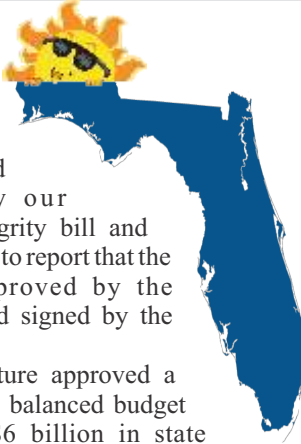 d
y our
grity bill and
to report that the
proved by the
d signed by the
ture approved a
balanced budget
6 billion in state